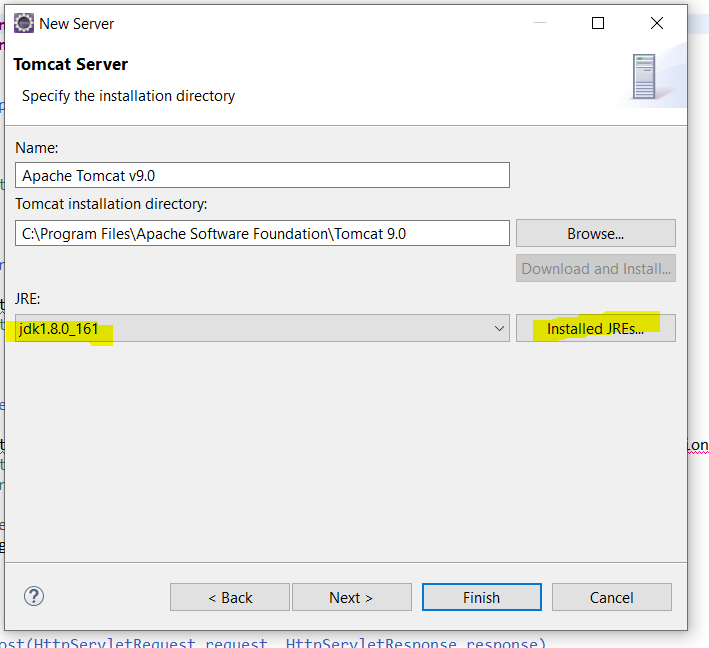 New Server
Tomcat Server
Specify the installation directory
Name:
Apache Tomcat v9.0
Tomcat installation directory:
C:\Program Files\Apache Software Foundation\Tomcat 9.0
Browse...
Download and Install...
JRE:
jdk1.8.0_161
Installed JREs...
ion
?
< Back
Next >
Finish
Cancel
ost(HttpServletRequest request, HttpServletResponse response)